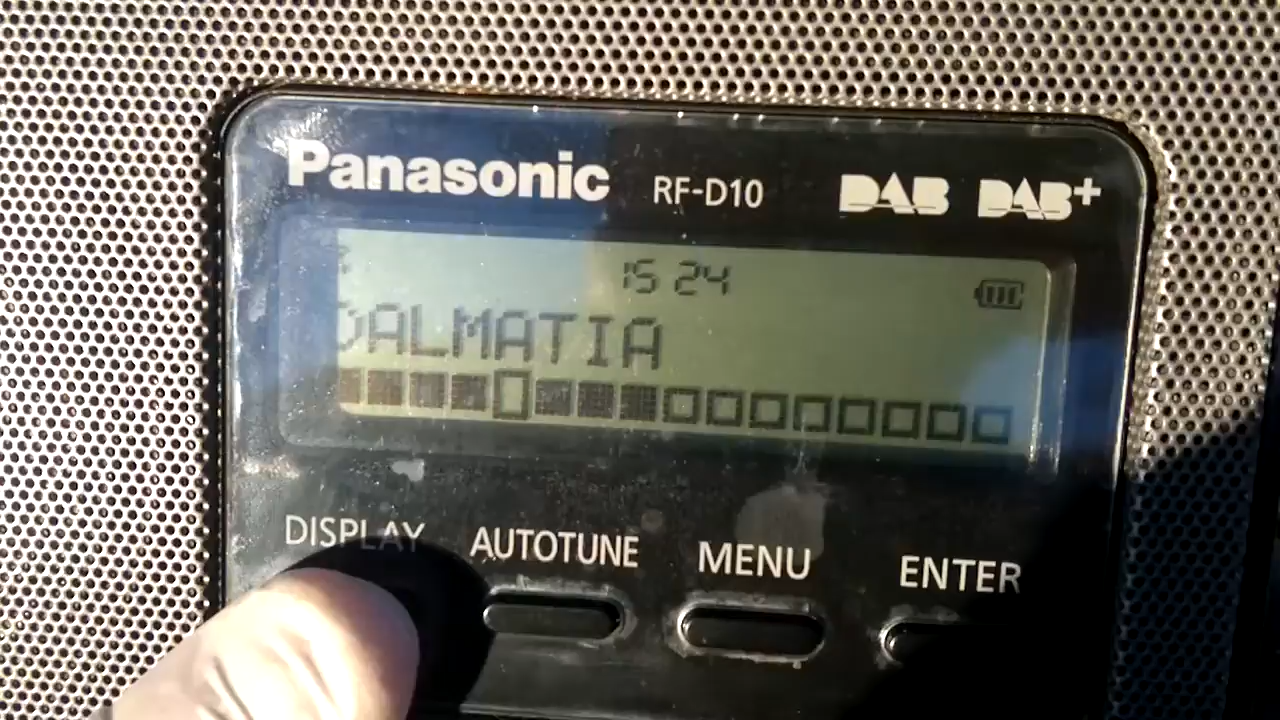 Panasonic RF-D10 DAB DAB+
15 24
DALMATIA
DISPLAY AUTOTUNE MENU ENTER